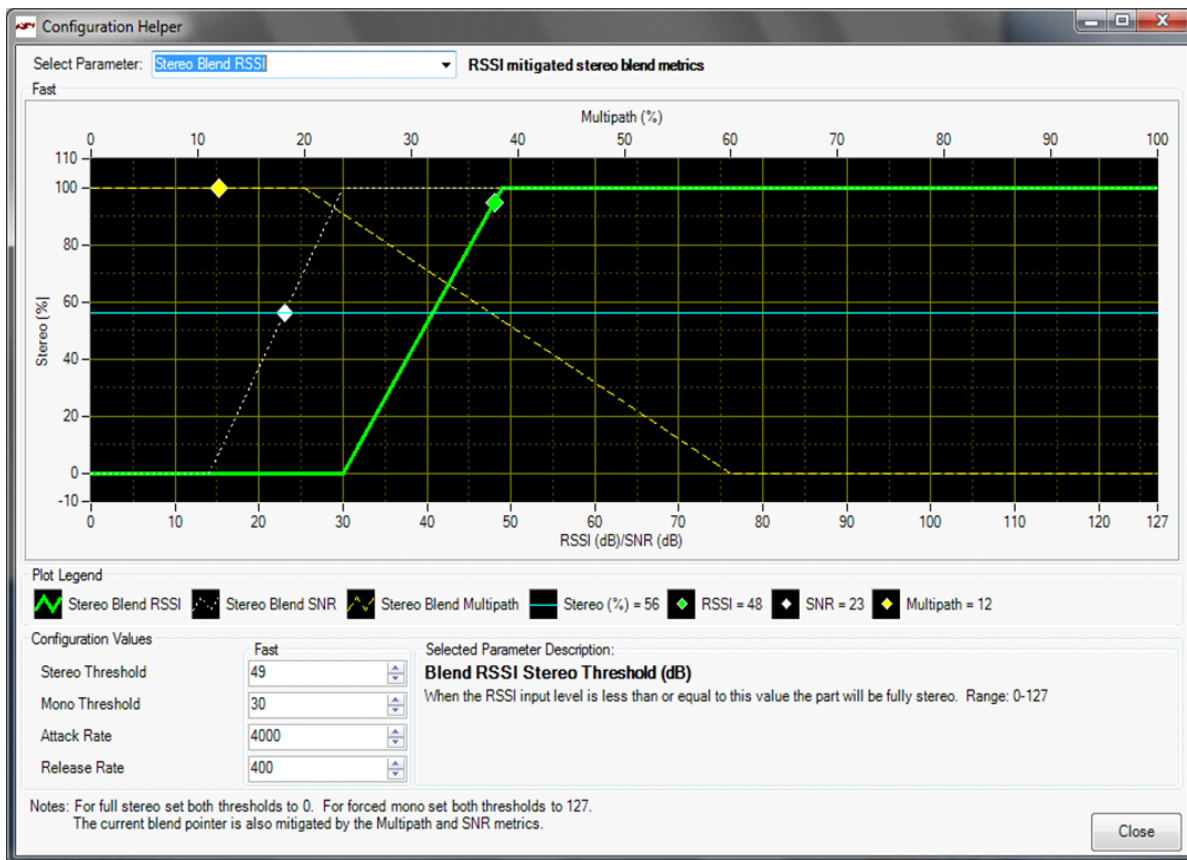 Configuration Helper
Select Parameter: Stereo Blend RSSI RSSI mitigated stereo blend metrics
Fast
Multipath (%)
0 10 20 30 40 50 60 70 80 90 100
110
100
80
60
40
20
0
-10
Stereo (%)
0 10 20 30 40 50 60 70 80 90 100 110 120 127
RSSI (dB)/SNR (dB)
Plot Legend
Stereo Blend RSSI Stereo Blend SNR Stereo Blend Multipath Stereo (%) = 56 RSSI = 48 SNR = 23 Multipath = 12
Configuration Values
Fast
Stereo Threshold 49
Mono Threshold 30
Attack Rate 4000
Release Rate 400
Selected Parameter Description:
Blend RSSI Stereo Threshold (dB)
When the RSSI input level is less than or equal to this value the part will be fully stereo. Range: 0-127
Notes: For full stereo set both thresholds to 0. For forced mono set both thresholds to 127.
The current blend pointer is also mitigated by the Multipath and SNR metrics.
Close